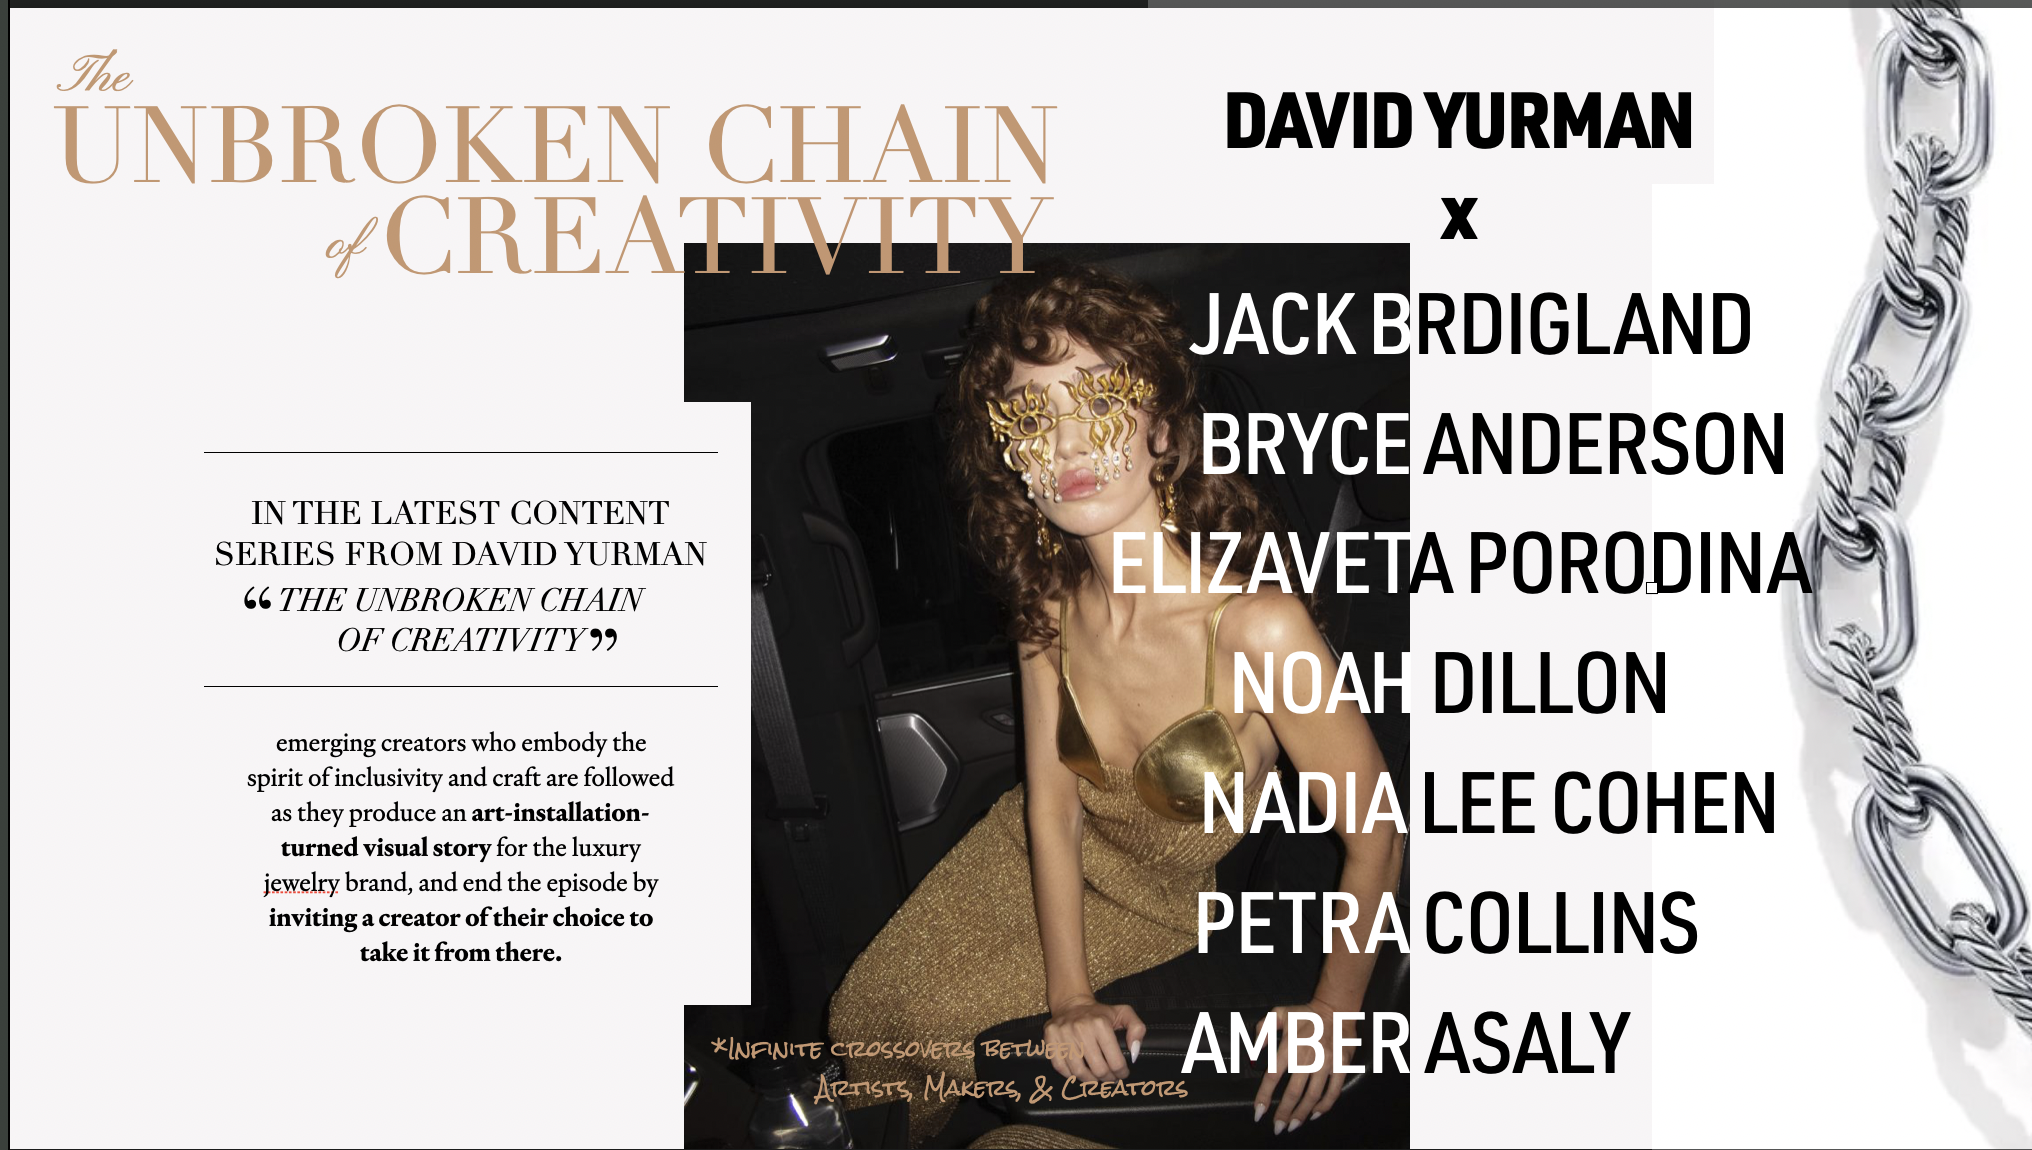 The
UNBROKEN CHAIN
of CREATIVITY
IN THE LATEST CONTENT
SERIES FROM DAVID YURMAN
“THE UNBROKEN CHAIN
OF CREATIVITY”
emerging creators who embody the
spirit of inclusivity and craft are followed
as they produce an art-installation-
turned visual story for the luxury
jewelry brand, and end the episode by
inviting a creator of their choice to
take it from there.
*Infinite crossovers between
Artists, Makers, & Creators
DAVID YURMAN
x
JACK BRDIGLAND
BRYCE ANDERSON
ELIZAVETA PORODINA
NOAH DILLON
NADIA LEE COHEN
PETRA COLLINS
AMBER ASALY